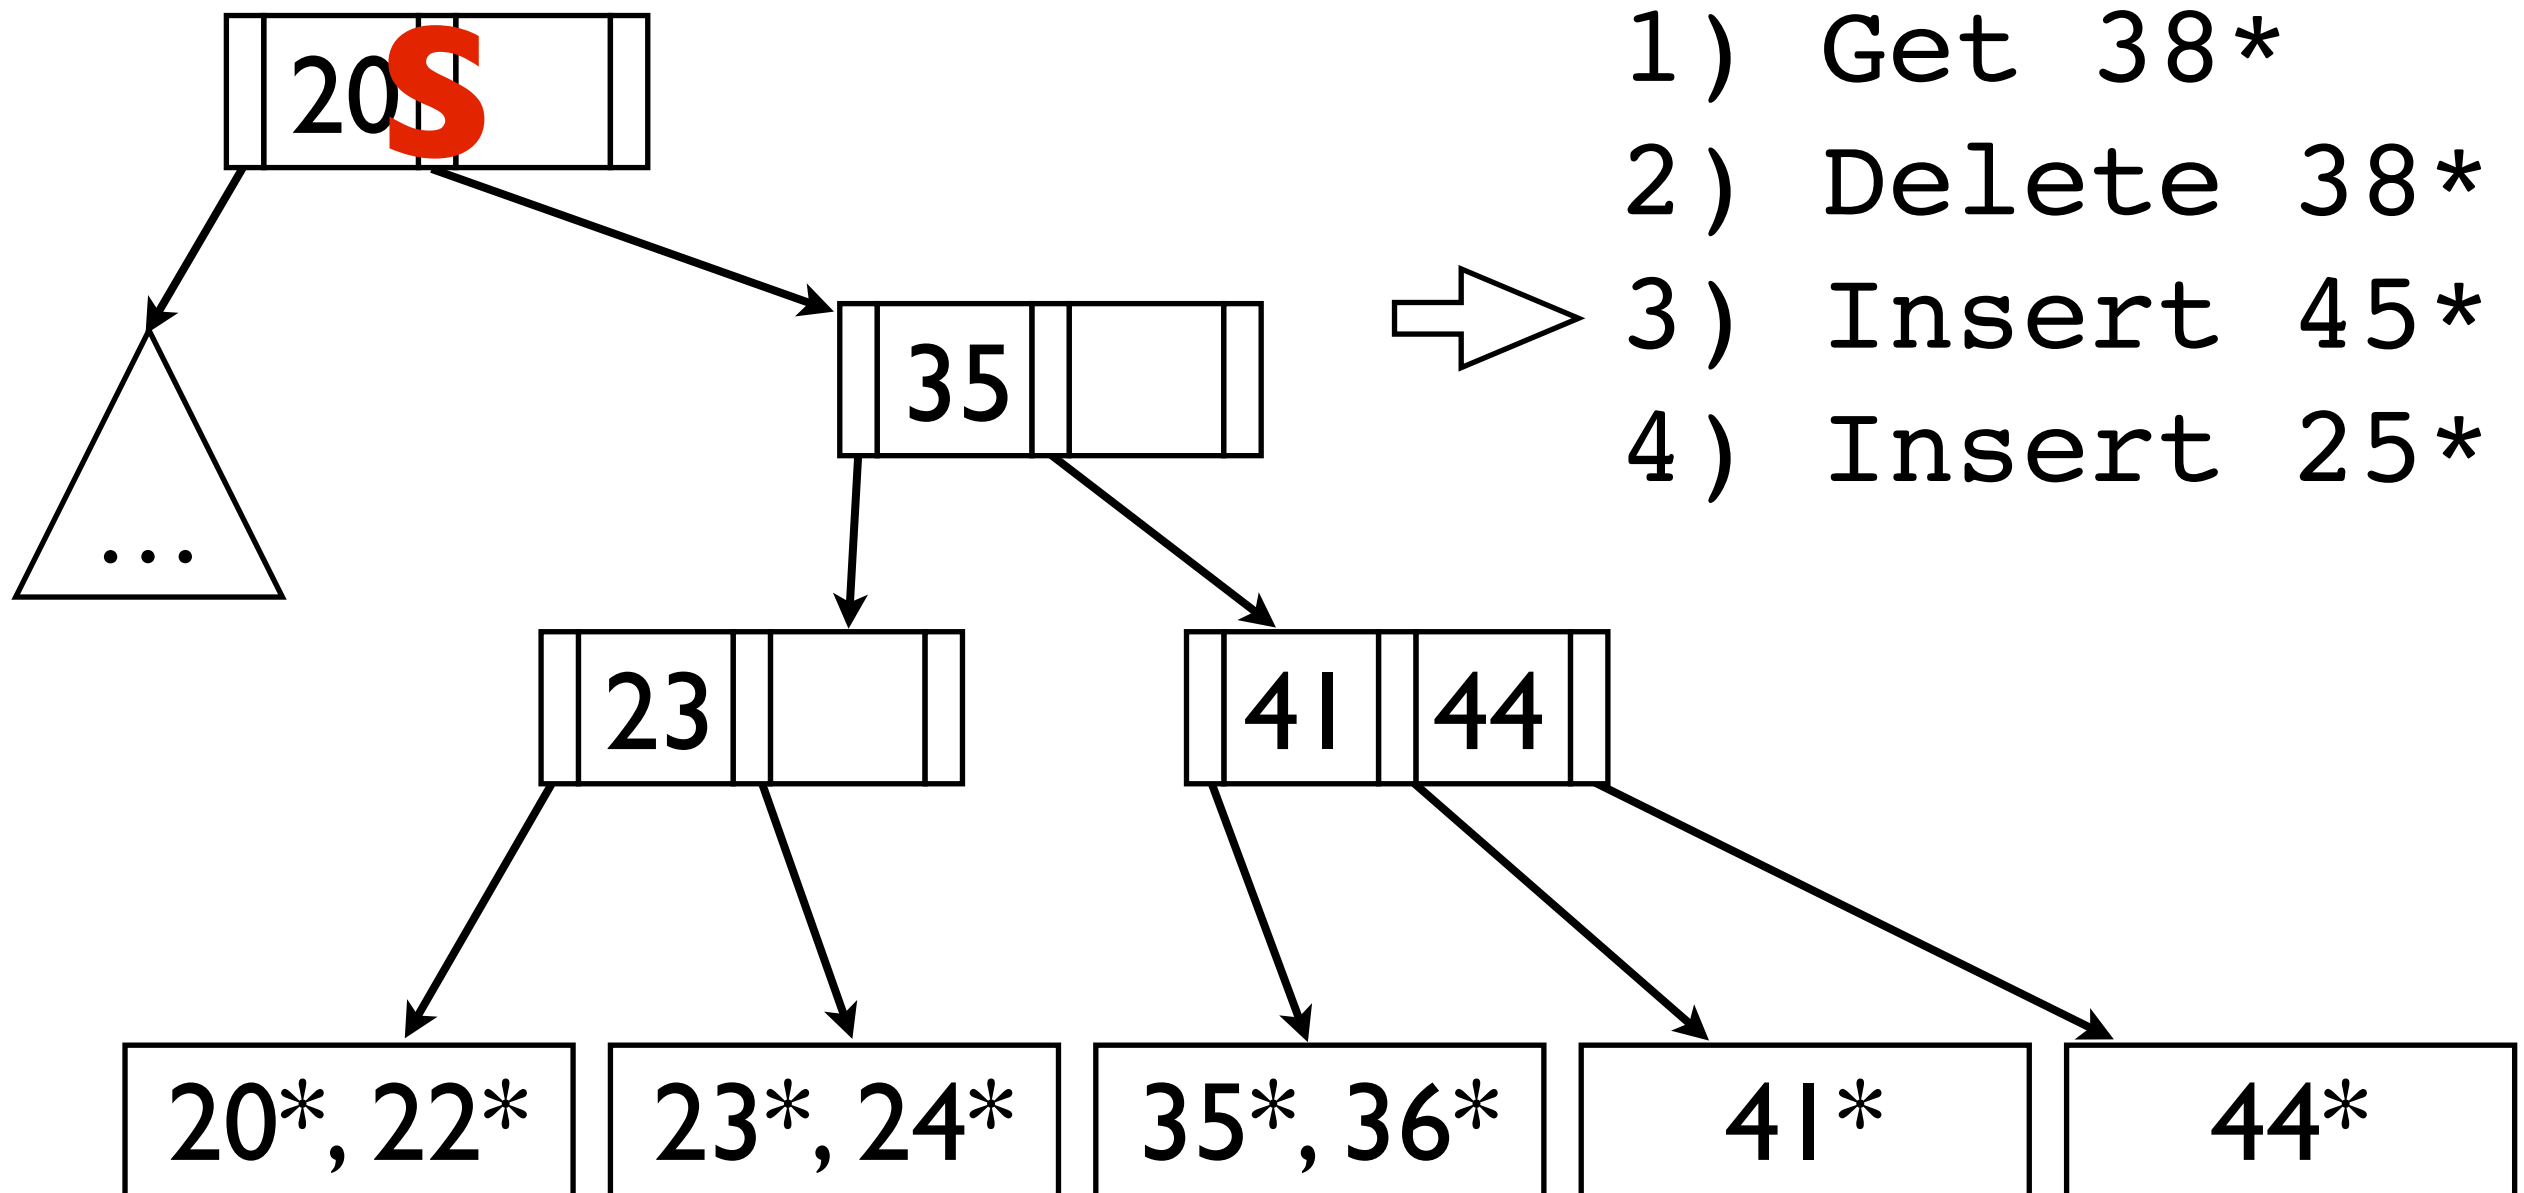 20 S
1) Get 38*
2) Delete 38*
3) Insert 45*
4) Insert 25*
35
...
23
41 44
20*, 22*
23*, 24*
35*, 36*
41*
44*